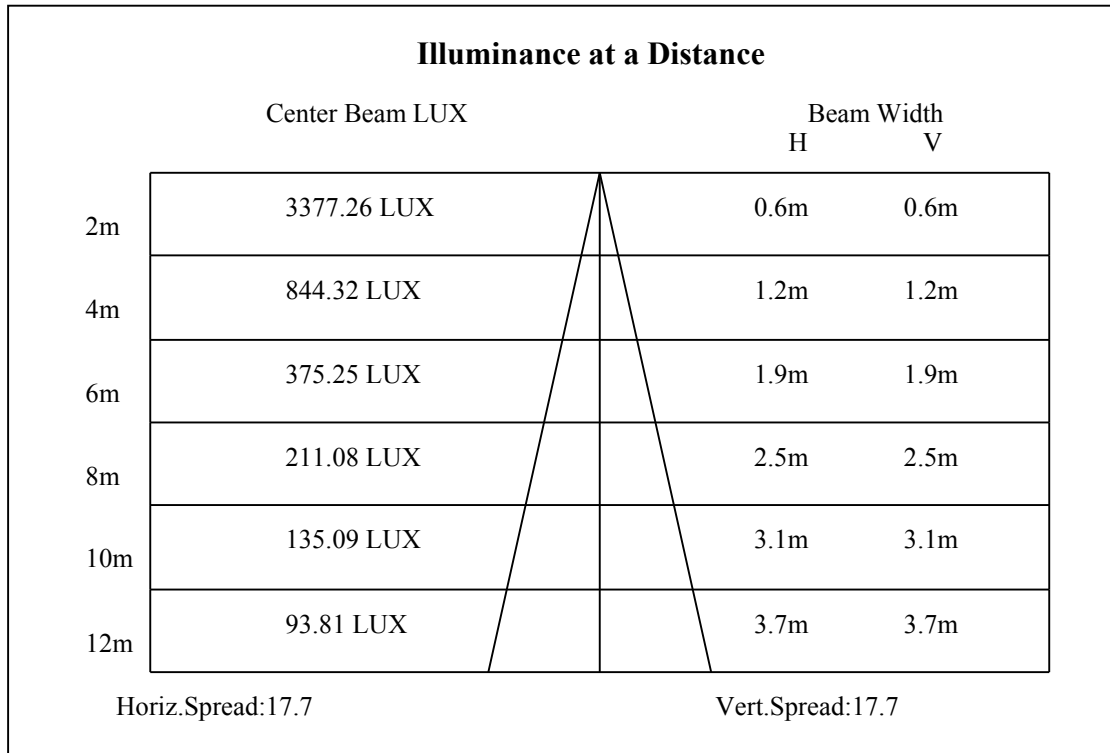 Illuminance at a Distance
Center Beam LUX Beam Width
H V
2m 3377.26 LUX 0.6m 0.6m
4m 844.32 LUX 1.2m 1.2m
6m 375.25 LUX 1.9m 1.9m
8m 211.08 LUX 2.5m 2.5m
10m 135.09 LUX 3.1m 3.1m
12m 93.81 LUX 3.7m 3.7m
Horiz.Spread:17.7 Vert.Spread:17.7